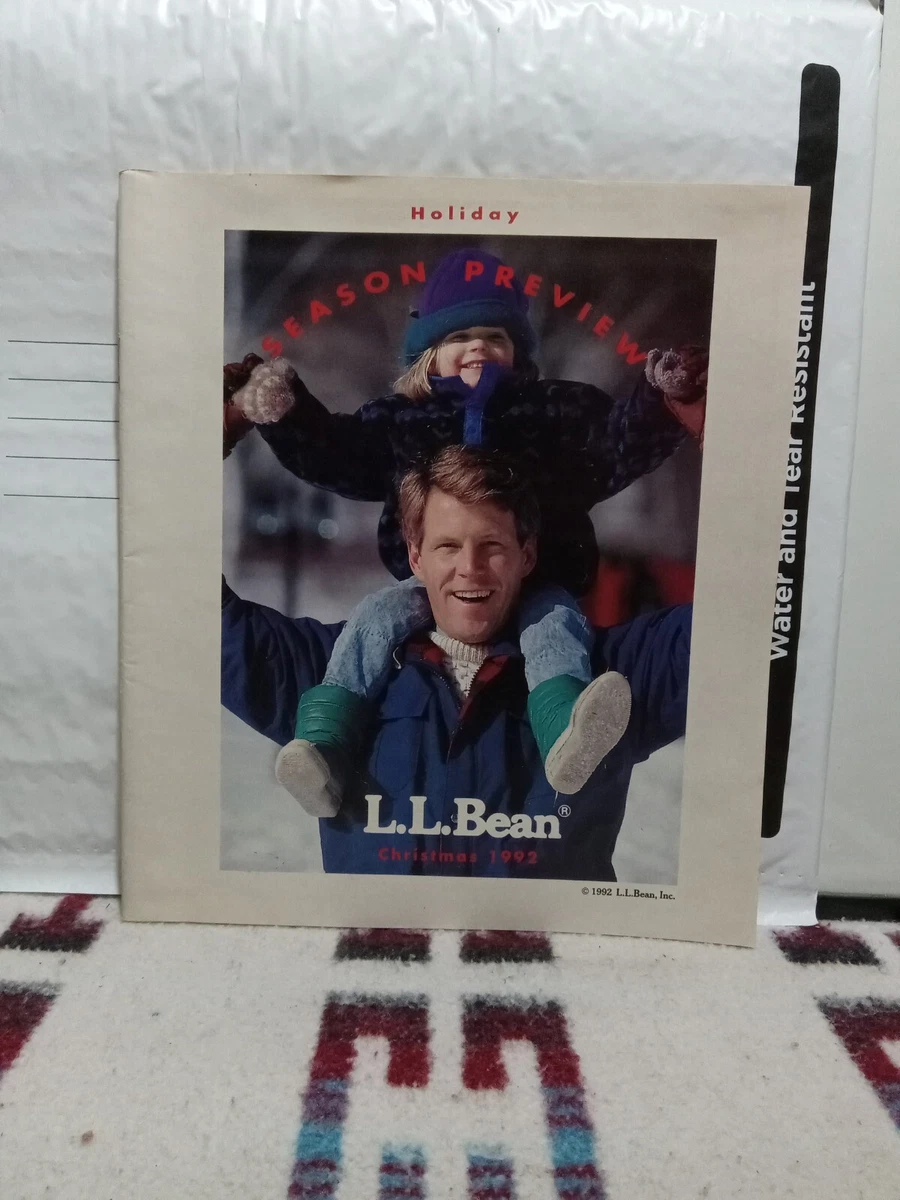 Holiday
SEASON PREVIEW
L.L.Bean®
Christmas 1992
© 1992 L.L.Bean, Inc.
Water and Tear Resistant